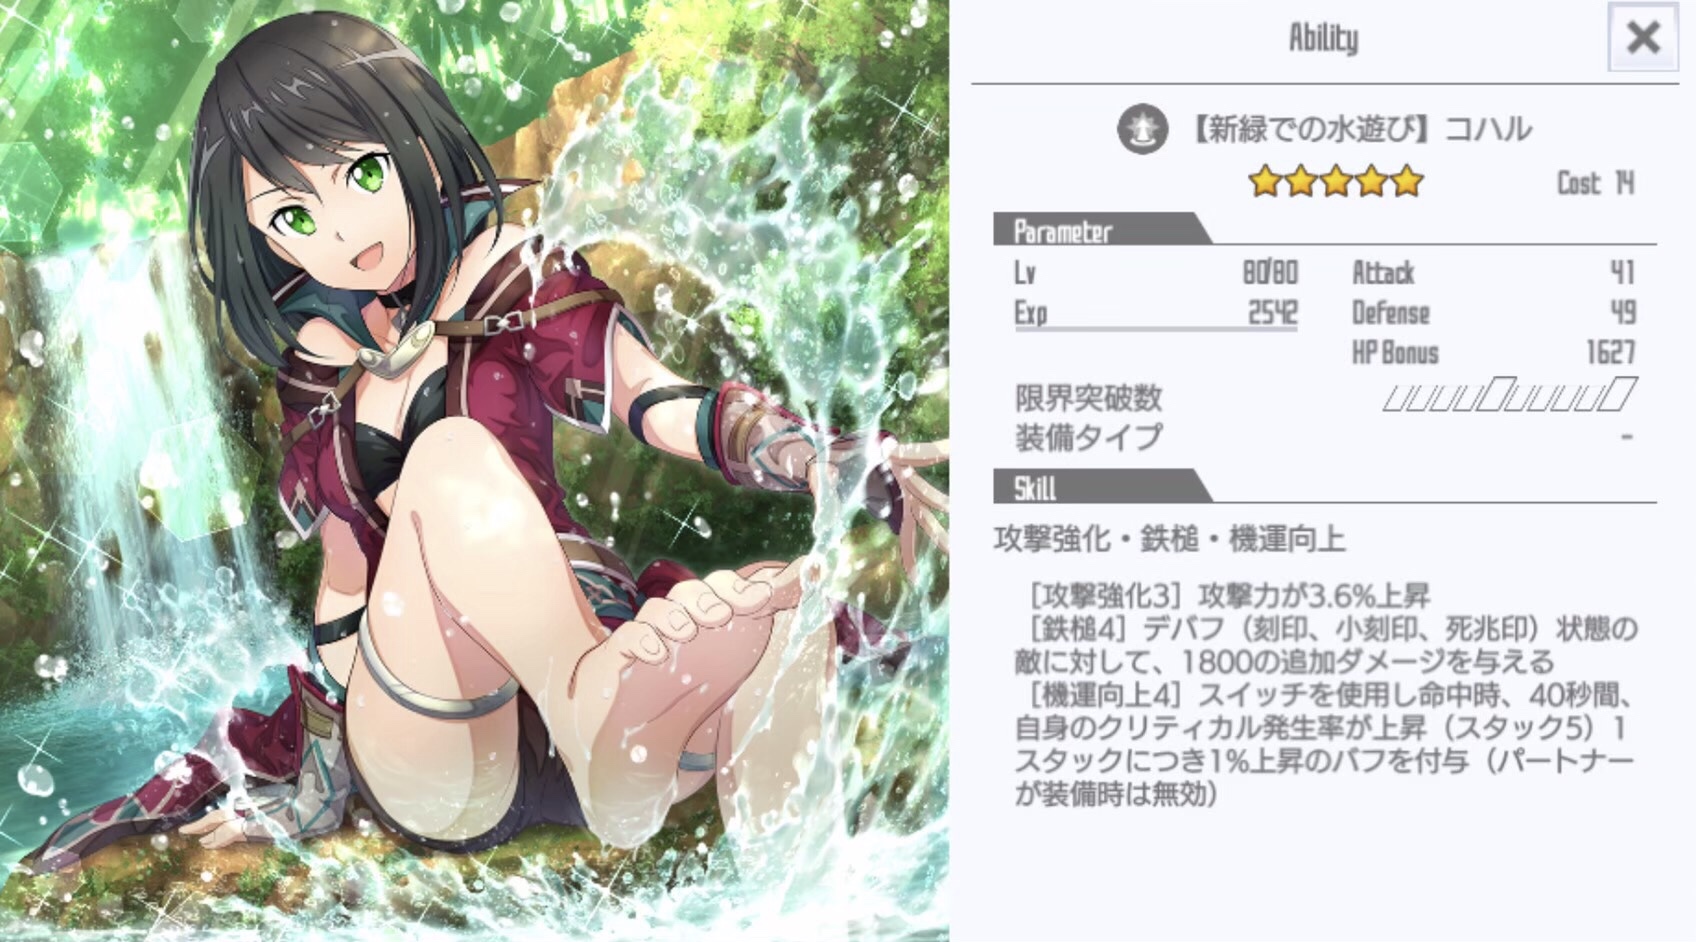 Ability
【新緑での水遊び】コハル
Cost 14
Parameter
Lv 80/80 Attack 41
Exp 2542 Defense 49
HP Bonus 1627
限界突破数
装備タイプ -
Skill
攻撃強化・鉄槌・機運向上
［攻撃強化3］攻撃力が3.6%上昇
［鉄槌4］デバフ（刻印、小刻印、死兆印）状態の
敵に対して、1800の追加ダメージを与える
［機運向上4］スイッチを使用し命中時、40秒間、
自身のクリティカル発生率が上昇（スタック5）1
スタックにつき1%上昇のバフを付与（パートナー
が装備時は無効）